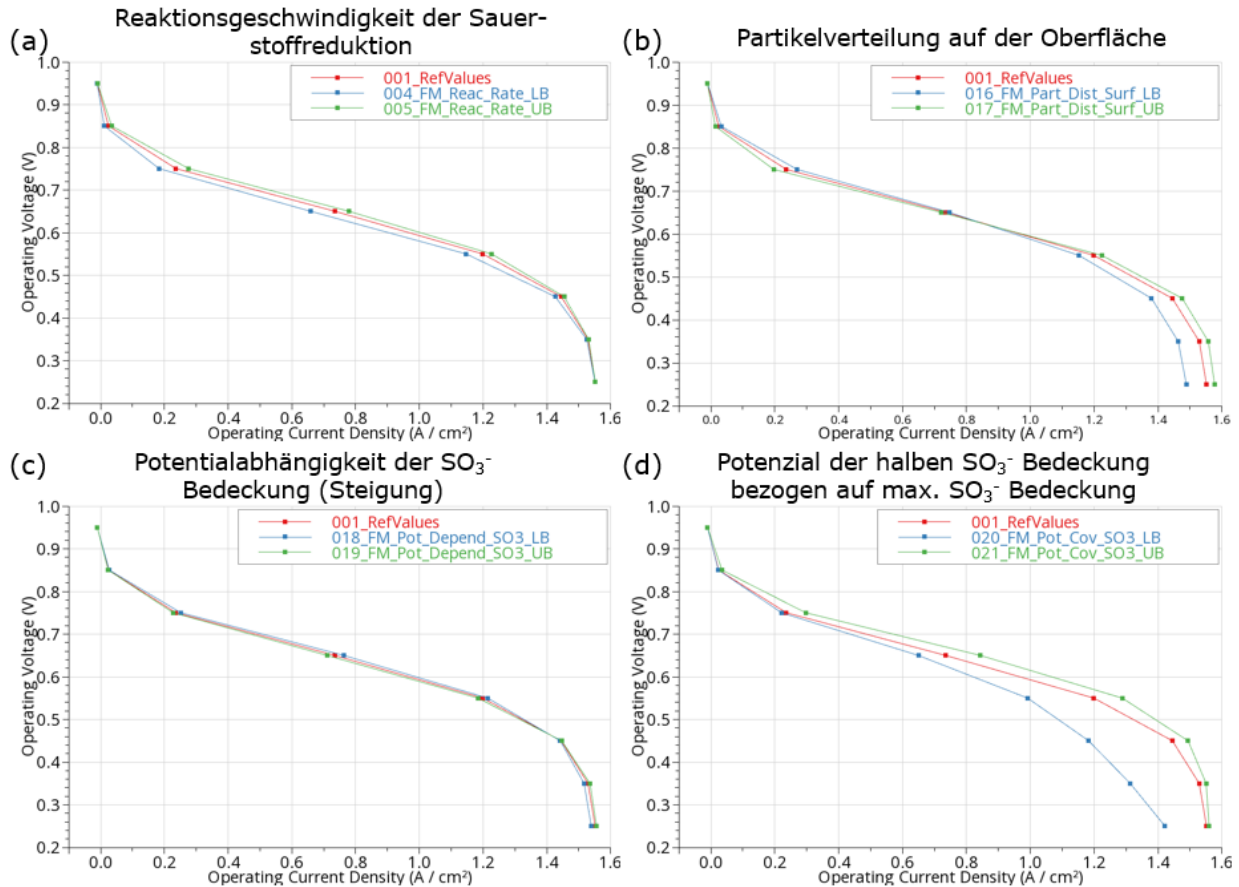 (a)
Reaktionsgeschwindigkeit der Sauer-
stoffreduktion
001_RefValues
004_FM_Reac_Rate_LB
005_FM_Reac_Rate_UB
1.0
0.9
0.8
0.7
0.6
0.5
0.4
0.3
0.2
Operating Voltage (V)
0.0 0.2 0.4 0.6 0.8 1.0 1.2 1.4 1.6
Operating Current Density (A / cm²)
(b)
Partikelverteilung auf der Oberfläche
001_RefValues
016_FM_Part_Dist_Surf_LB
017_FM_Part_Dist_Surf_UB
1.0
0.9
0.8
0.7
0.6
0.5
0.4
0.3
0.2
Operating Voltage (V)
0.0 0.2 0.4 0.6 0.8 1.0 1.2 1.4 1.6
Operating Current Density (A / cm²)
(c)
Potentialabhängigkeit der SO₃⁻
Bedeckung (Steigung)
001_RefValues
018_FM_Pot_Depend_SO3_LB
019_FM_Pot_Depend_SO3_UB
1.0
0.9
0.8
0.7
0.6
0.5
0.4
0.3
0.2
Operating Voltage (V)
0.0 0.2 0.4 0.6 0.8 1.0 1.2 1.4 1.6
Operating Current Density (A / cm²)
(d)
Potenzial der halben SO₃⁻ Bedeckung
bezogen auf max. SO₃⁻ Bedeckung
001_RefValues
020_FM_Pot_Cov_SO3_LB
021_FM_Pot_Cov_SO3_UB
1.0
0.9
0.8
0.7
0.6
0.5
0.4
0.3
0.2
Operating Voltage (V)
0.0 0.2 0.4 0.6 0.8 1.0 1.2 1.4 1.6
Operating Current Density (A / cm²)